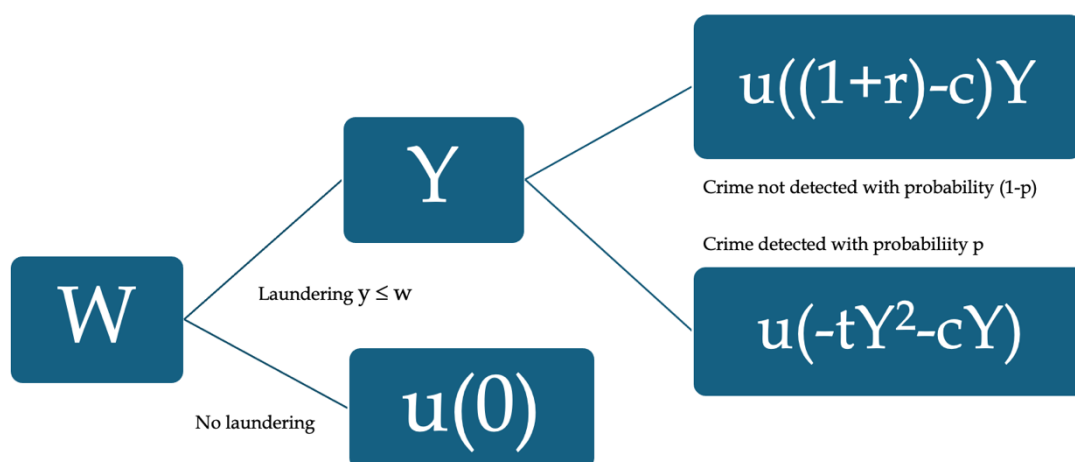 u((1+r)-c)Y
Y
Crime not detected with probability (1-p)
Crime detected with probabiliity p
W
Laundering y ≤ w
u(-tY²-cY)
u(0)
No laundering